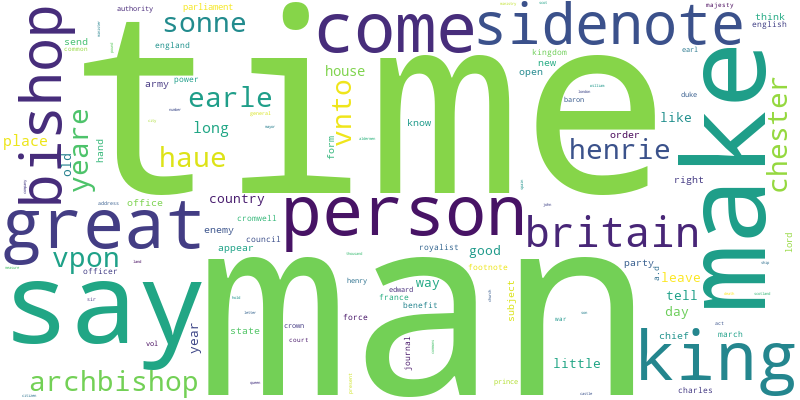 authority
parliament
majesty
bishop
sonne
come
sidenote
think
english
send
england
time
earl
kingdom
army
power
house
new
open
make
duke
earle
baron
chester
place
yeare
hand
old
long
vnto
form
know
like
haue
henrie
order
right
great
address
office
country
person
britain
lord
cromwell
enemy
council
appear
royalist
good
vpon
officer
footnote
party
a.d
leave
say
man
henry
edward
way
france
benefit
subject
tell
day
sir
state
crown
force
court
war
year
vol
journal
little
chief
march
act
king
archbishop
prince
charles
queen